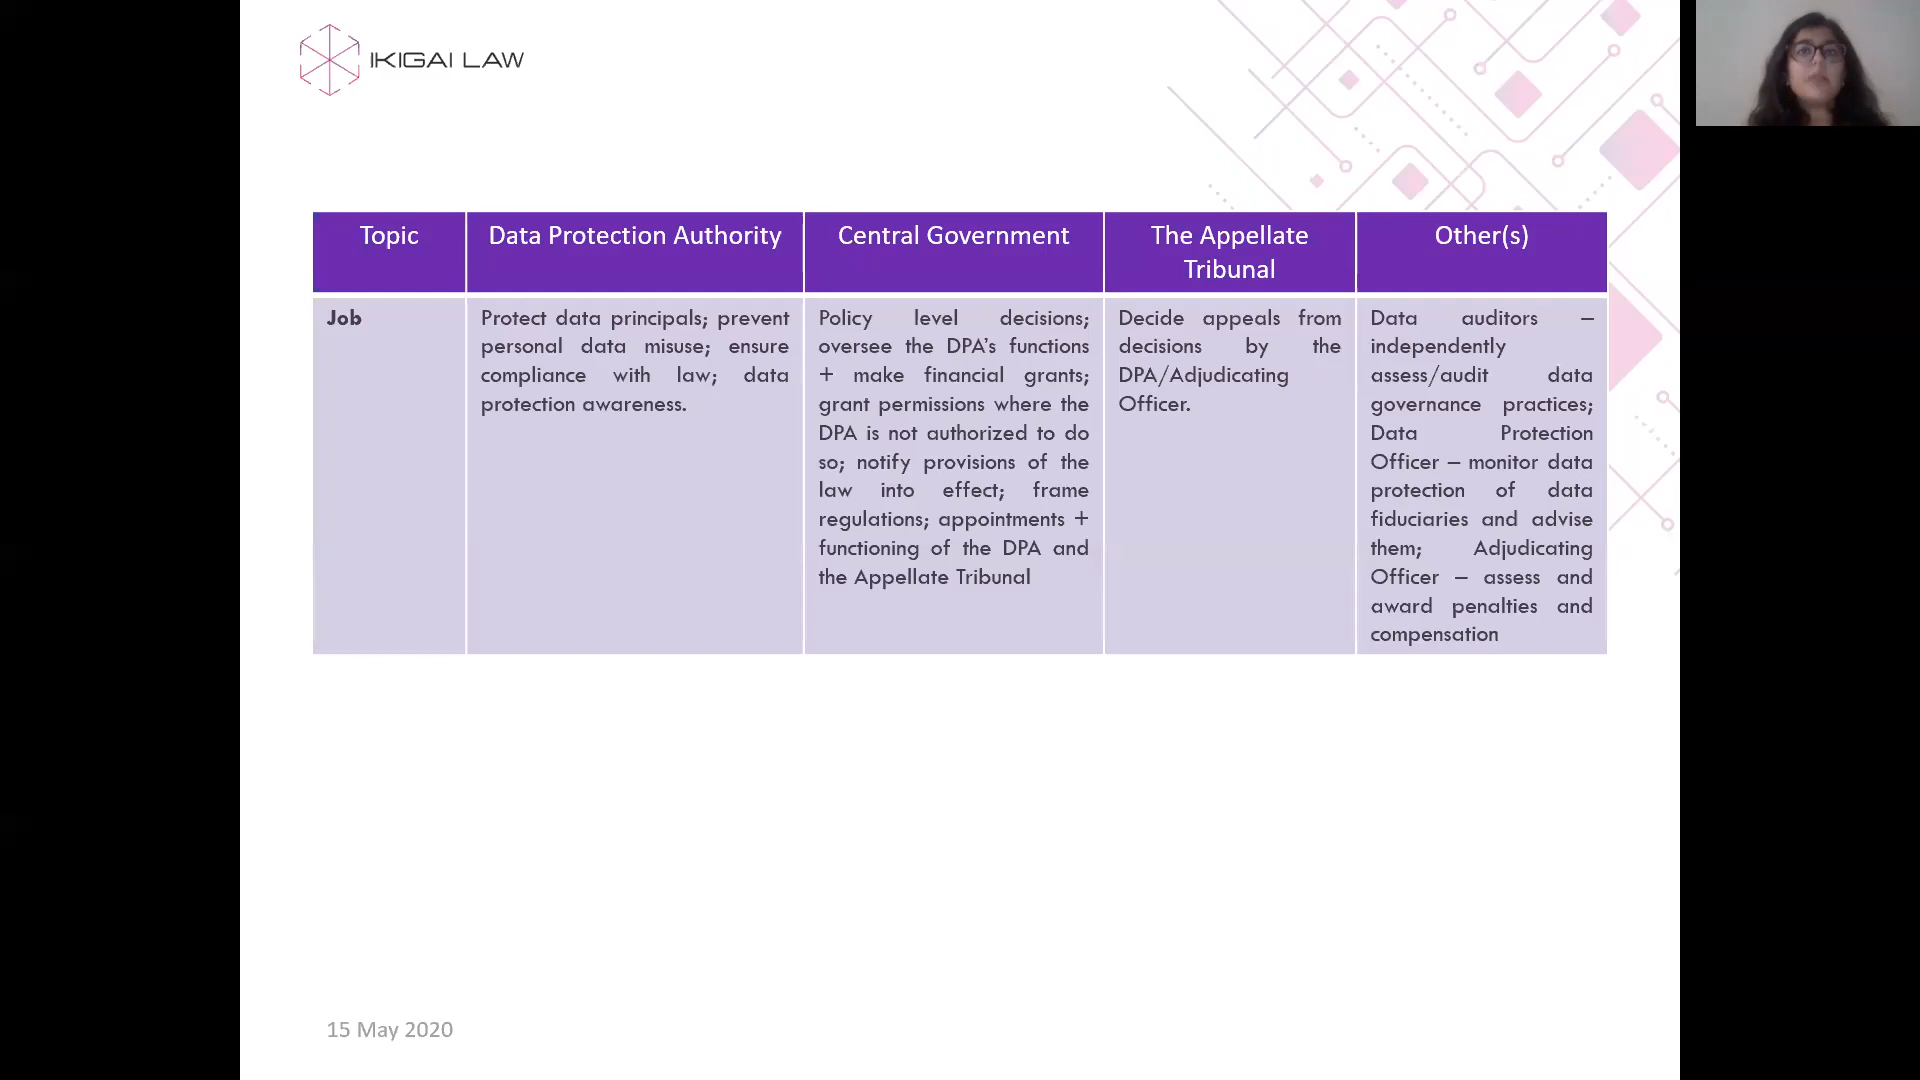 IKIGAI LAW
Topic
Data Protection Authority
Central Government
The Appellate
Tribunal
Other(s)
Job
Protect data principals; prevent
personal data misuse; ensure
compliance with law; data
protection awareness.
Policy level decisions;
oversee the DPA’s functions
+ make financial grants;
grant permissions where the
DPA is not authorized to do
so; notify provisions of the
law into effect; frame
regulations; appointments +
functioning of the DPA and
the Appellate Tribunal
Decide appeals from
decisions by the
DPA/Adjudicating
Officer.
Data auditors –
independently
assess/audit data
governance practices;
Data Protection
Officer – monitor data
protection of data
fiduciaries and advise
them; Adjudicating
Officer – assess and
award penalties and
compensation
15 May 2020